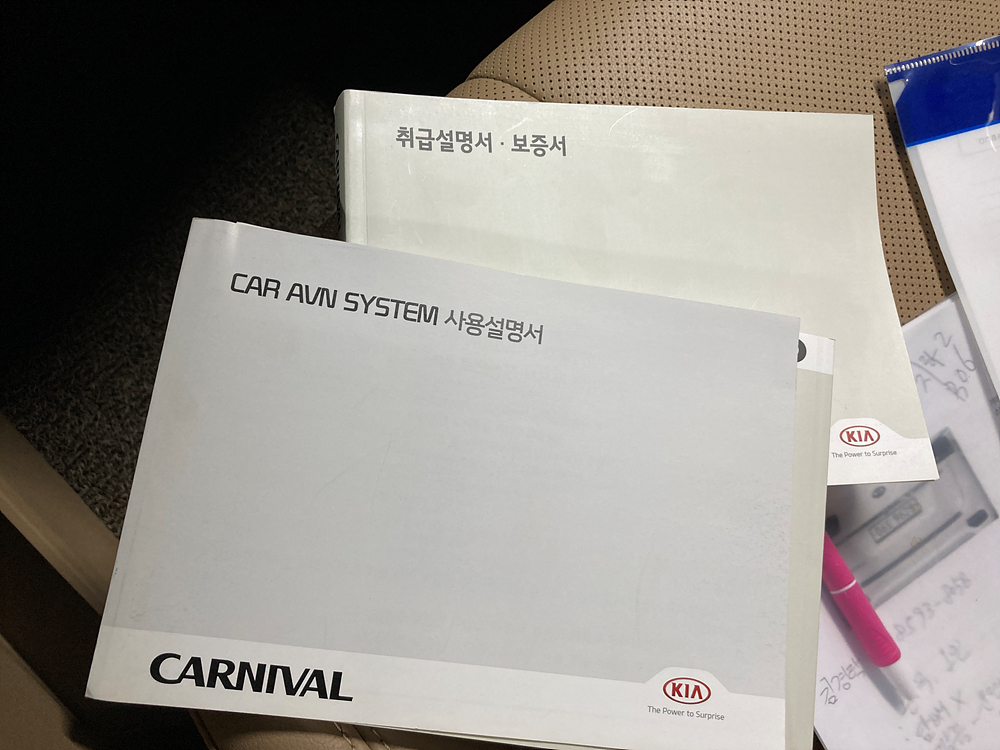 취급설명서 · 보증서
KIA
The Power to Surprise
CAR AVN SYSTEM 사용설명서
CARNIVAL
KIA
The Power to Surprise